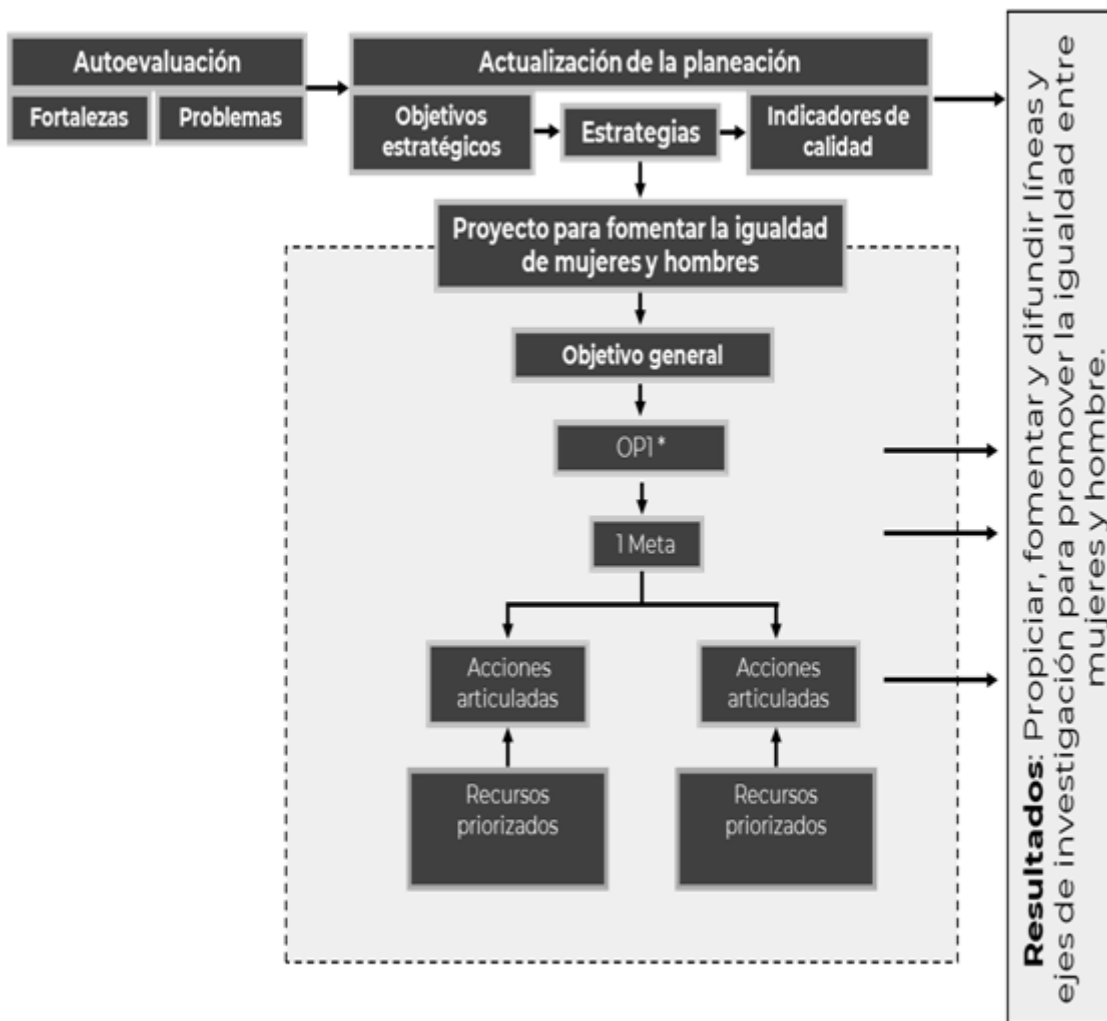 Autoevaluación
Fortalezas
Problemas
Actualización de la planeación
Objetivos
estratégicos
Estrategias
Indicadores de
calidad
Proyecto para fomentar la igualdad
de mujeres y hombres
Objetivo general
OP1 *
1 Meta
Acciones
articuladas
Acciones
articuladas
Recursos
priorizados
Recursos
priorizados
Resultados: Propiciar, fomentar y difundir líneas y
ejes de investigación para promover la igualdad entre
mujeres y hombre.